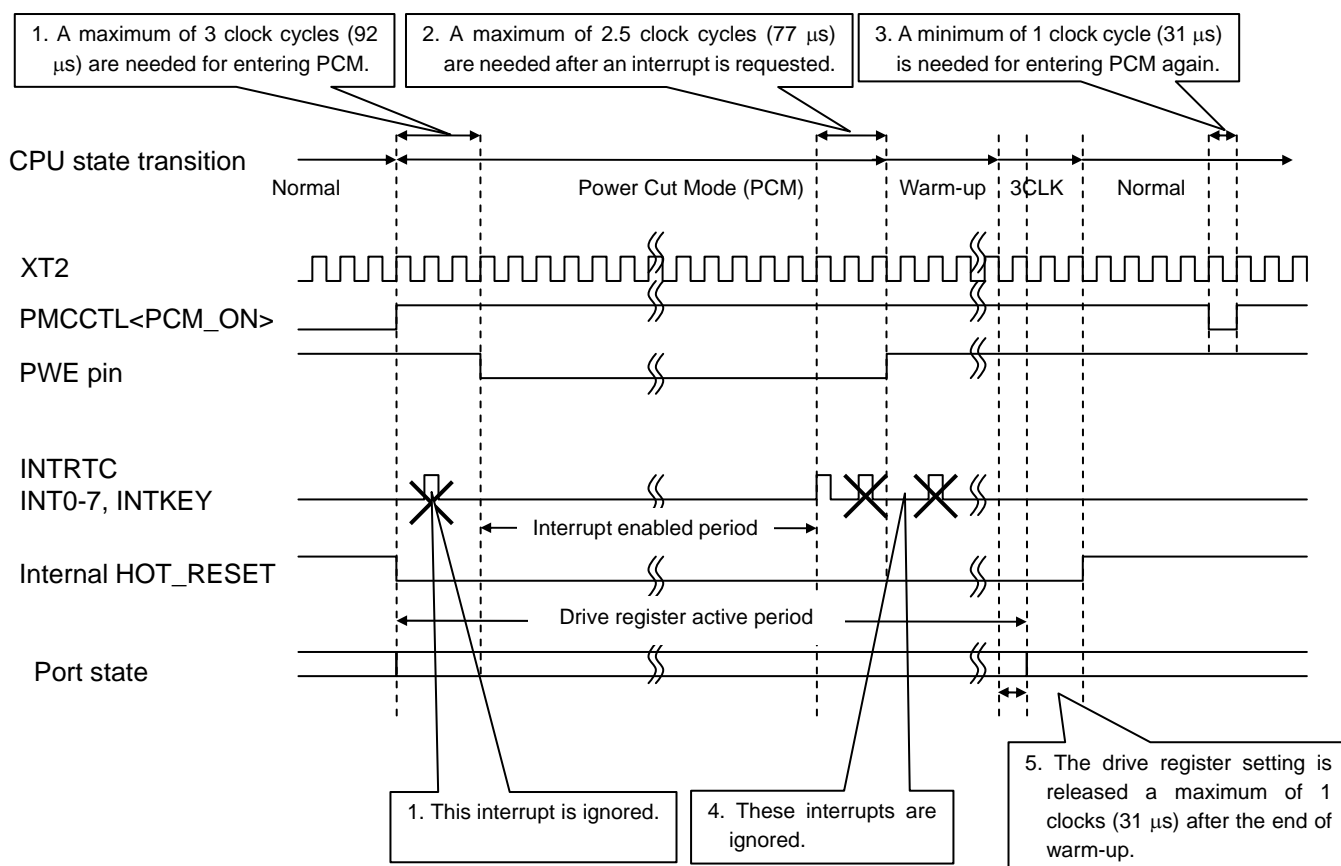 1. A maximum of 3 clock cycles (92
μs) are needed for entering PCM.
2. A maximum of 2.5 clock cycles (77 μs)
are needed after an interrupt is requested.
3. A minimum of 1 clock cycle (31 μs)
is needed for entering PCM again.
CPU state transition
Normal
Power Cut Mode (PCM)
Warm-up
3CLK
Normal
XT2
PMCCTL<PCM_ON>
PWE pin
INTRTC
INT0-7, INTKEY
Interrupt enabled period
Internal HOT_RESET
Drive register active period
Port state
1. This interrupt is ignored.
4. These interrupts are
ignored.
5. The drive register setting is
released a maximum of 1
clocks (31 μs) after the end of
warm-up.